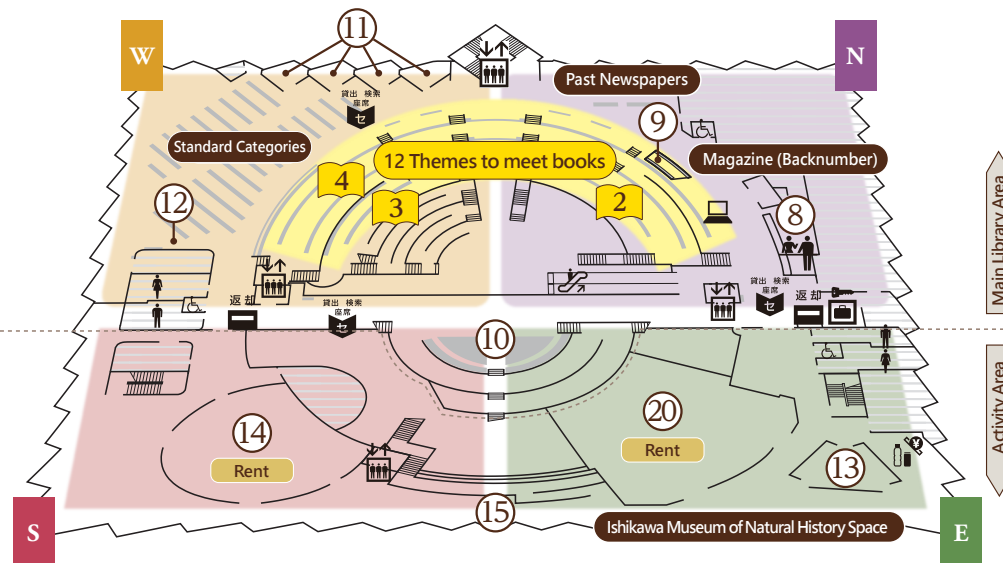 11
W
N
Past Newspapers
貸出 検索
座席
セ
9
Standard Categories
12 Themes to meet books
Magazine (Backnumber)
4
3
2
12
8
Main Library Area
返却
貸出 検索
座席
セ
貸出 検索
座席
セ
返却
10
Activity Area
14
Rent
20
Rent
¥
13
15
S
Ishikawa Museum of Natural History Space
E